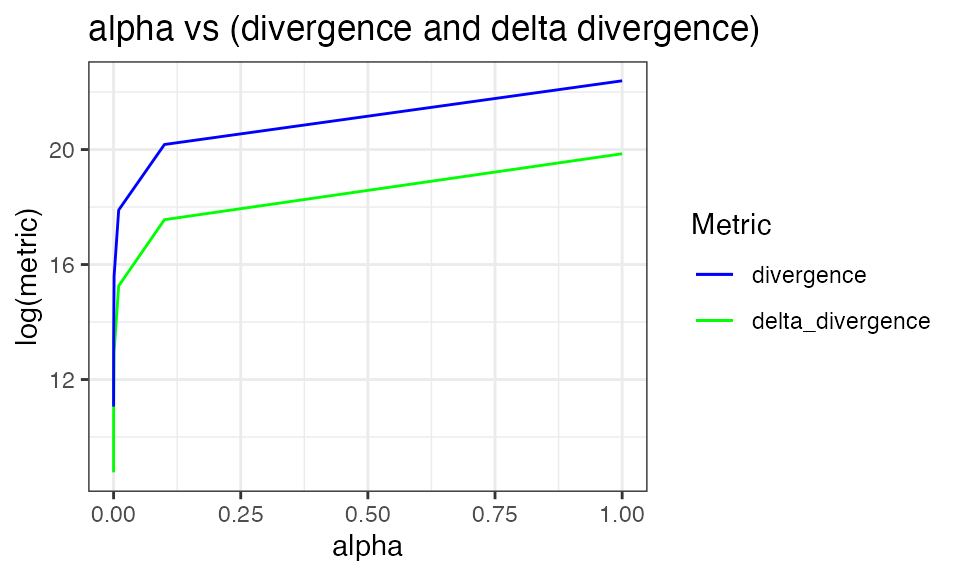 alpha vs (divergence and delta divergence)
log(metric)
20
16
12
0.00 0.25 0.50 0.75 1.00
alpha
Metric
divergence
delta_divergence